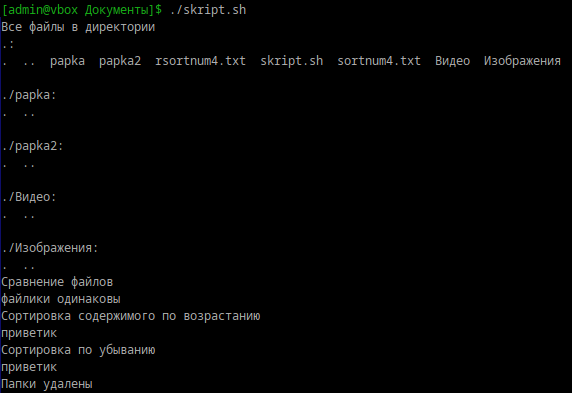 [admin@vbox Документы]$ ./skript.sh
Все файлы в директории
.:
.  ..  papka  papka2  rsortnum4.txt  skript.sh  sortnum4.txt  Видео  Изображения
./papka:
.  ..
./papka2:
.  ..
./Видео:
.  ..
./Изображения:
.  ..
Сравнение файлов
файлики одинаковы
Сортировка содержимого по возрастанию
приветик
Сортировка по убыванию
приветик
Папки удалены